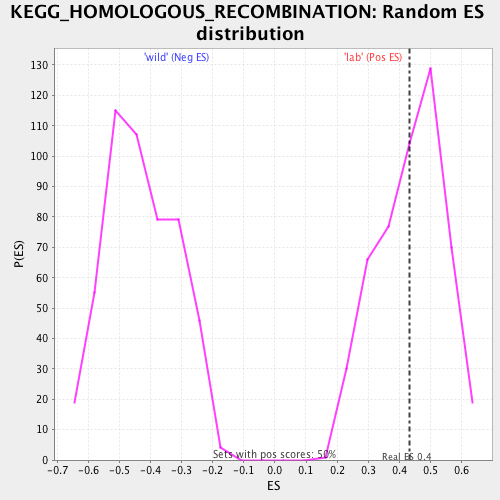 KEGG_HOMOLOGOUS_RECOMBINATION: Random ES
distribution
'wild' (Neg ES) 'lab' (Pos ES)
130
120
110
100
90
80
70
60
50
40
30
20
10
0
P(ES)
Sets with pos scores: 50%
Real ES 0.4
-0.7 -0.6 -0.5 -0.4 -0.3 -0.2 -0.1 0.0 0.1 0.2 0.3 0.4 0.5 0.6
ES